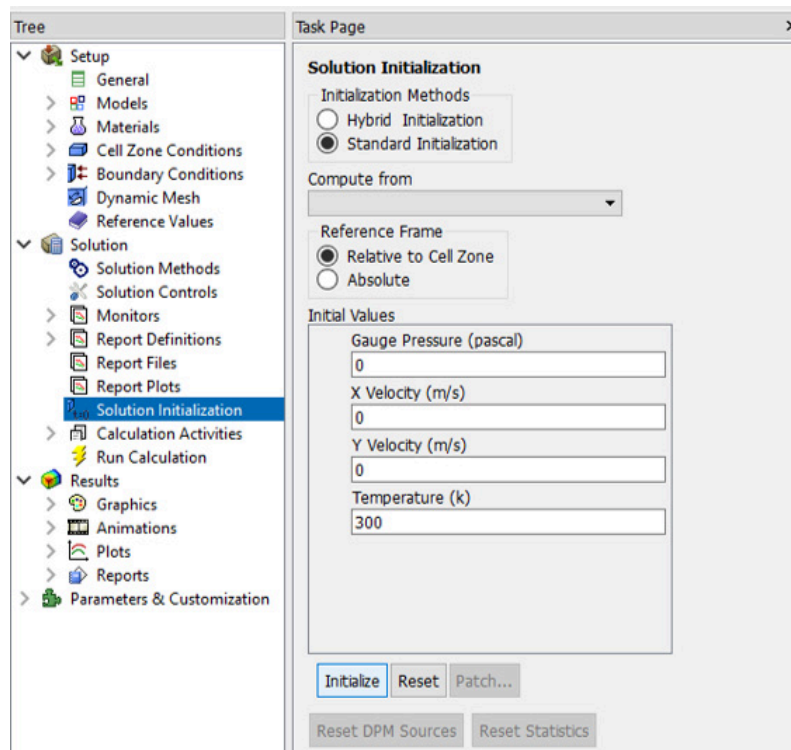 Tree
Setup
General
Models
Materials
Cell Zone Conditions
Boundary Conditions
Dynamic Mesh
Reference Values
Solution
Solution Methods
Solution Controls
Monitors
Report Definitions
Report Files
Report Plots
Solution Initialization
Calculation Activities
Run Calculation
Results
Graphics
Animations
Plots
Reports
Parameters & Customization
Task Page
Solution Initialization
Initialization Methods
Hybrid Initialization
Standard Initialization
Compute from
Reference Frame
Relative to Cell Zone
Absolute
Initial Values
Gauge Pressure (pascal)
0
X Velocity (m/s)
0
Y Velocity (m/s)
0
Temperature (k)
300
Initialize Reset Patch...
Reset DPM Sources Reset Statistics